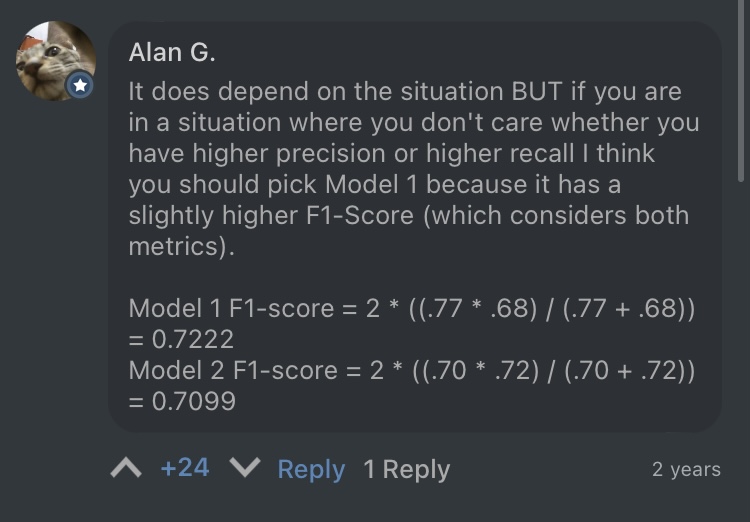 Alan G.
It does depend on the situation BUT if you are
in a situation where you don't care whether you
have higher precision or higher recall I think
you should pick Model 1 because it has a
slightly higher F1-Score (which considers both
metrics).
Model 1 F1-score = 2 * ((.77 * .68) / (.77 + .68))
= 0.7222
Model 2 F1-score = 2 * ((.70 * .72) / (.70 + .72))
= 0.7099
+24 Reply 1 Reply 2 years